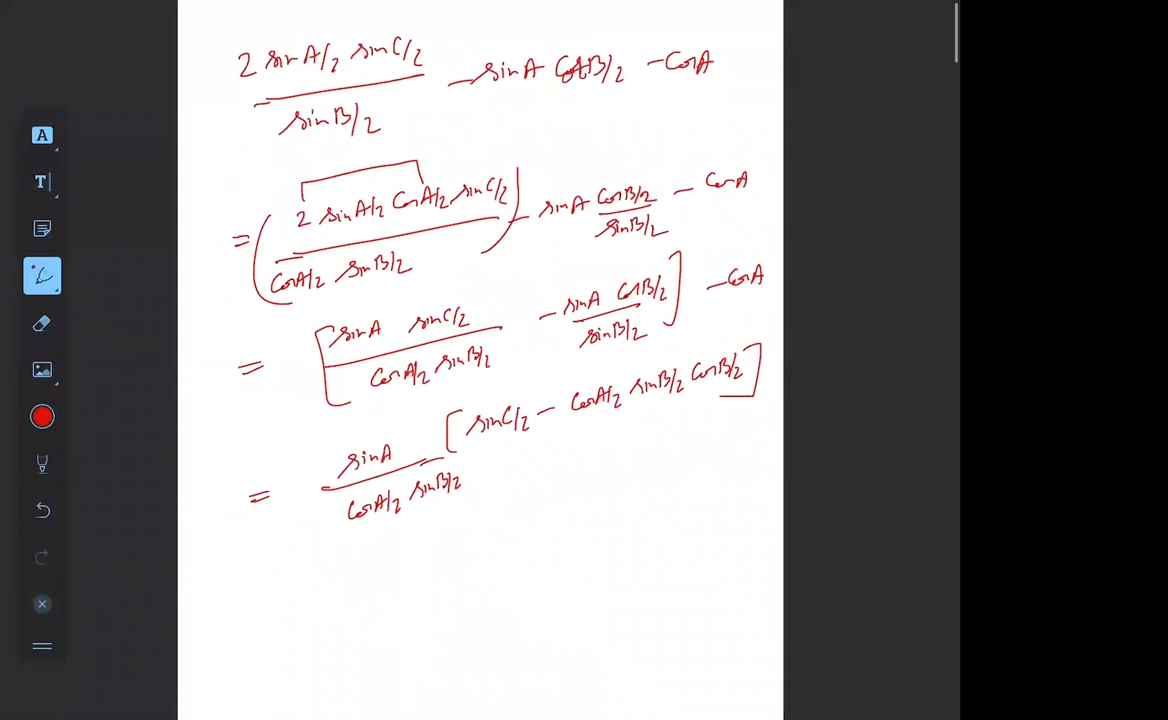 2 sin A/2 sin C/2 / sin B/2 - sin A cot B/2 - cos A
= ( 2 sin A/2 cos A/2 sin C/2 / cos A/2 sin B/2 ) - sin A cos B/2 / sin B/2 - cos A
= [ sin A sin C/2 / cos A/2 sin B/2 - sin A cos B/2 / sin B/2 ] - cos A
= sin A / cos A/2 sin B/2 [ sin C/2 - cos A/2 sin B/2 cos B/2 ]